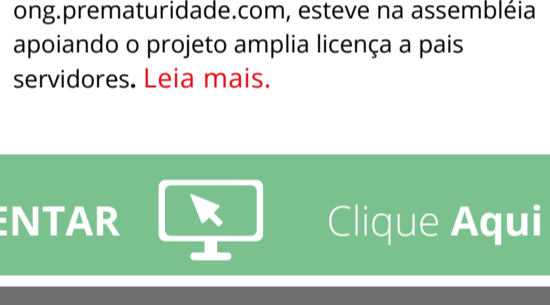 ong.prematuridade.com, esteve na assembléia
apoiando o projeto amplia licença a pais
servidores. Leia mais.
ENTAR Clique Aqui